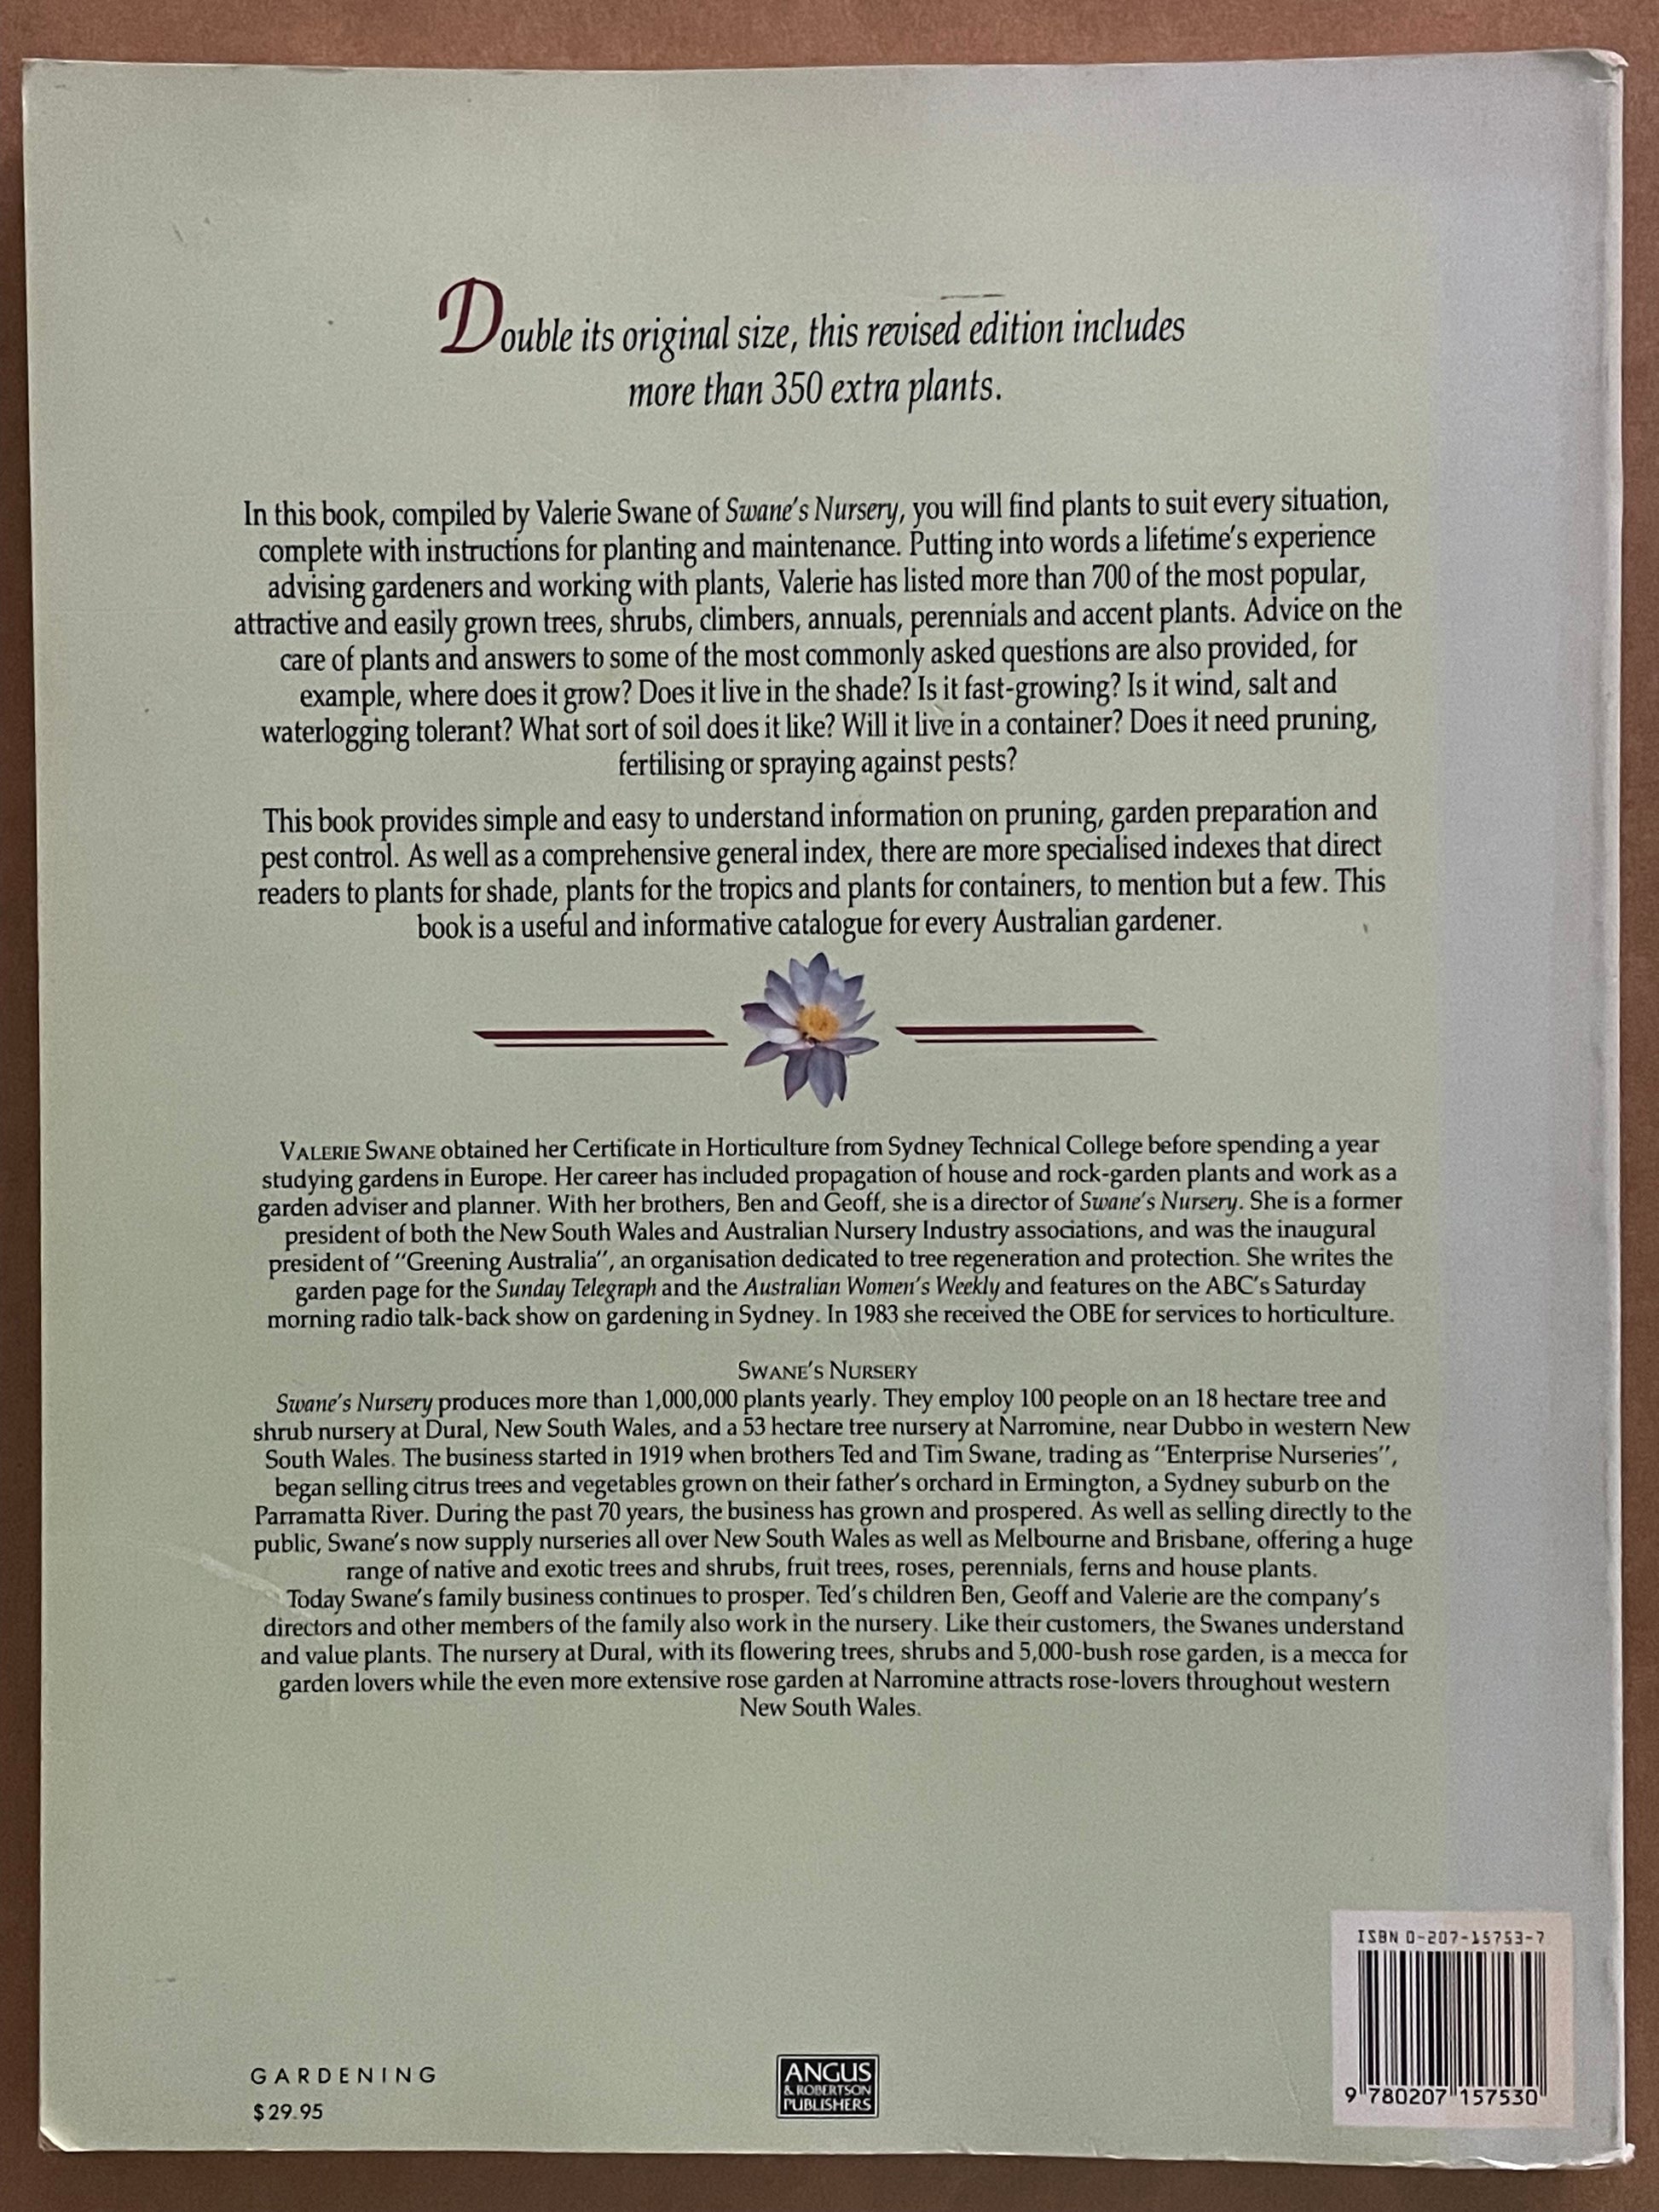 Double its original size, this revised edition includes
more than 350 extra plants.
In this book, compiled by Valerie Swane of Swane's Nursery, you will find plants to suit every situation,
complete with instructions for planting and maintenance. Putting into words a lifetime's experience
advising gardeners and working with plants, Valerie has listed more than 700 of the most popular,
attractive and easily grown trees, shrubs, climbers, annuals, perennials and accent plants. Advice on the
care of plants and answers to some of the most commonly asked questions are also provided, for
example, where does it grow? Does it live in the shade? Is it fast-growing? Is it wind, salt and
waterlogging tolerant? What sort of soil does it like? Will it live in a container? Does it need pruning,
fertilising or spraying against pests?
This book provides simple and easy to understand information on pruning, garden preparation and
pest control. As well as a comprehensive general index, there are more specialised indexes that direct
readers to plants for shade, plants for the tropics and plants for containers, to mention but a few. This
book is a useful and informative catalogue for every Australian gardener.
VALERIE SWANE obtained her Certificate in Horticulture from Sydney Technical College before spending a year
studying gardens in Europe. Her career has included propagation of house and rock-garden plants and work as a
garden adviser and planner. With her brothers, Ben and Geoff, she is a director of Swane's Nursery. She is a former
president of both the New South Wales and Australian Nursery Industry associations, and was the inaugural
president of "Greening Australia", an organisation dedicated to tree regeneration and protection. She writes the
garden page for the Sunday Telegraph and the Australian Women's Weekly and features on the ABC's Saturday
morning radio talk-back show on gardening in Sydney. In 1983 she received the OBE for services to horticulture.
SWANE'S NURSERY
Swane's Nursery produces more than 1,000,000 plants yearly. They employ 100 people on an 18 hectare tree and
shrub nursery at Dural, New South Wales, and a 53 hectare tree nursery at Narromine, near Dubbo in western New
South Wales. The business started in 1919 when brothers Ted and Tim Swane, trading as "Enterprise Nurseries",
began selling citrus trees and vegetables grown on their father's orchard in Ermington, a Sydney suburb on the
Parramatta River. During the past 70 years, the business has grown and prospered. As well as selling directly to the
public, Swane's now supply nurseries all over New South Wales as well as Melbourne and Brisbane, offering a huge
range of native and exotic trees and shrubs, fruit trees, roses, perennials, ferns and house plants.
Today Swane's family business continues to prosper. Ted's children Ben, Geoff and Valerie are the company's
directors and other members of the family also work in the nursery. Like their customers, the Swanes understand
and value plants. The nursery at Dural, with its flowering trees, shrubs and 5,000-bush rose garden, is a mecca for
garden lovers while the even more extensive rose garden at Narromine attracts rose-lovers throughout western
New South Wales.
ISBN 0-207-15753-7
9 780207 157530
GARDENING
$29.95
ANGUS
& ROBERTSON
PUBLISHERS